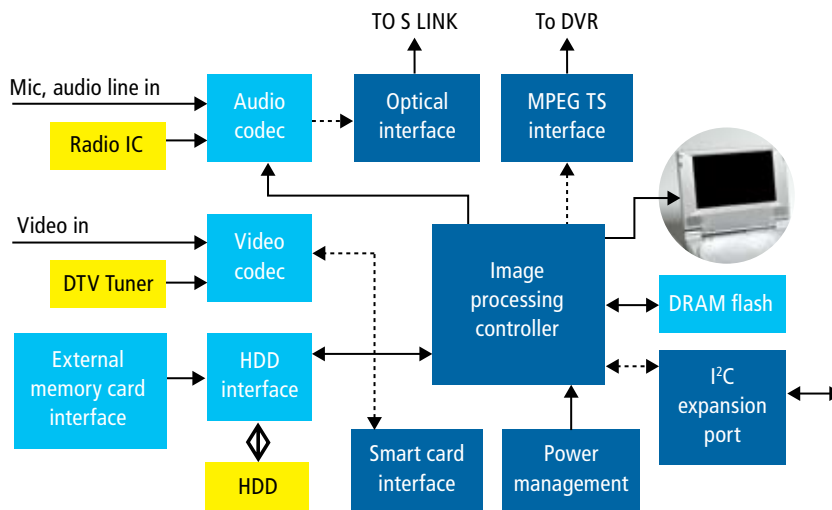 TO S LINK
To DVR
Mic, audio line in
Audio
codec
Optical
interface
MPEG TS
interface
Radio IC
Video in
Video
codec
DTV Tuner
Image
processing
controller
DRAM flash
External
memory card
interface
HDD
interface
I²C
expansion
port
HDD
Smart card
interface
Power
management